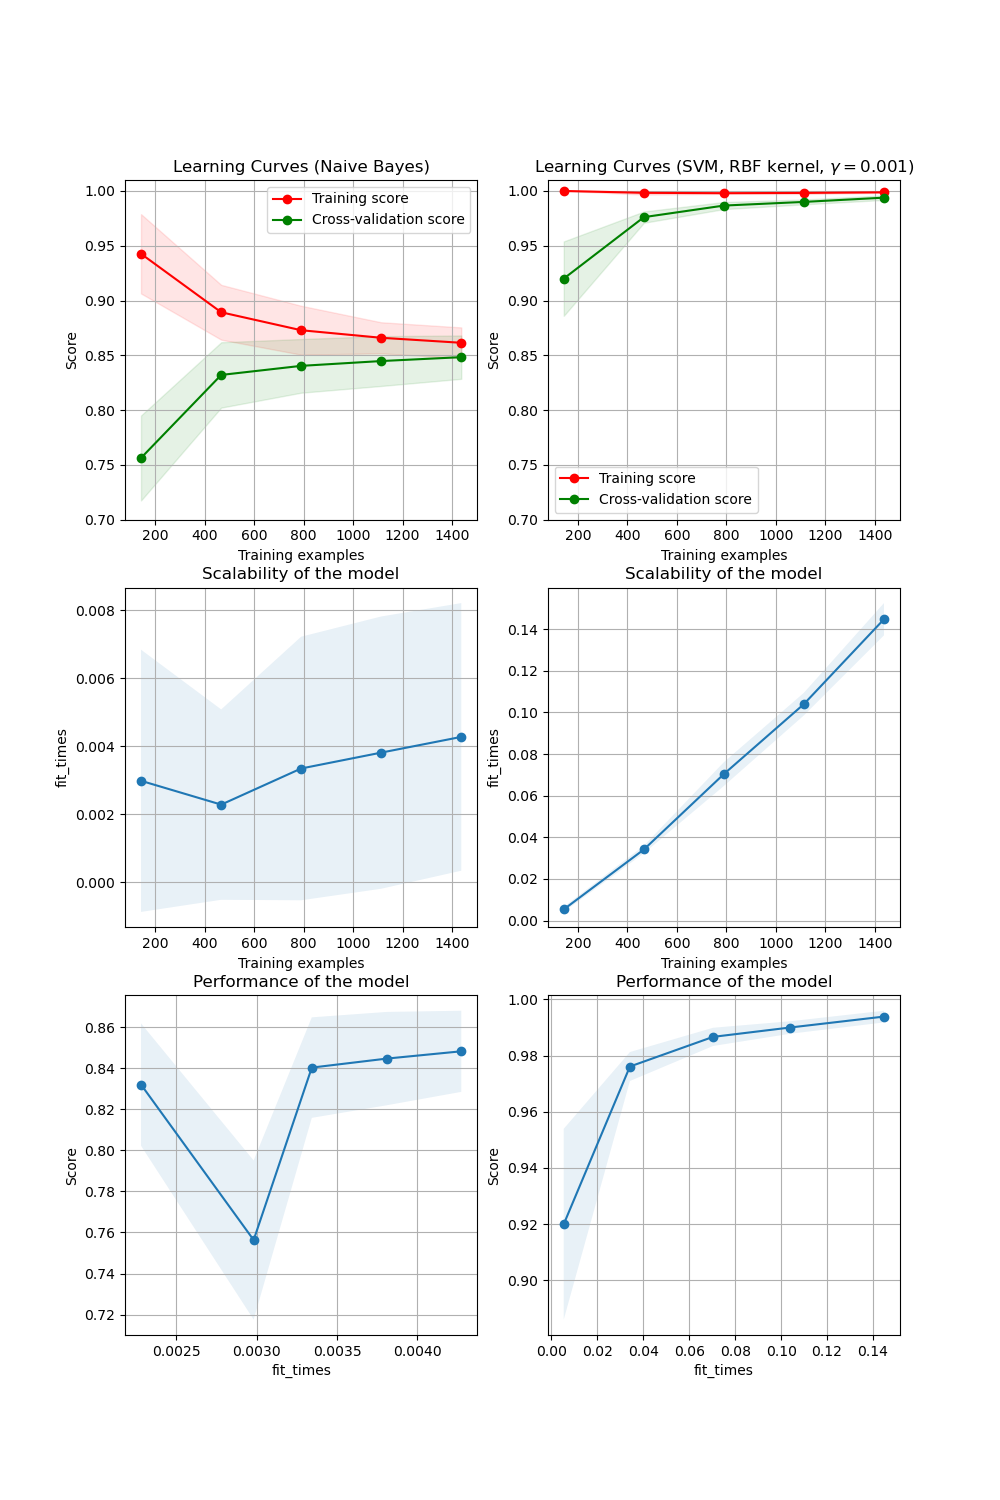 Learning Curves (Naive Bayes)
1.00
0.95
0.90
0.85
0.80
0.75
0.70
Score
Training score
Cross-validation score
200 400 600 800 1000 1200 1400
Training examples
Learning Curves (SVM, RBF kernel, γ = 0.001)
1.00
0.95
0.90
0.85
0.80
0.75
0.70
Score
Training score
Cross-validation score
200 400 600 800 1000 1200 1400
Training examples
Scalability of the model
0.008
0.006
0.004
0.002
0.000
fit_times
200 400 600 800 1000 1200 1400
Training examples
Scalability of the model
0.14
0.12
0.10
0.08
0.06
0.04
0.02
0.00
fit_times
200 400 600 800 1000 1200 1400
Training examples
Performance of the model
0.86
0.84
0.82
0.80
0.78
0.76
0.74
0.72
Score
0.0025 0.0030 0.0035 0.0040
fit_times
Performance of the model
1.00
0.98
0.96
0.94
0.92
0.90
Score
0.00 0.02 0.04 0.06 0.08 0.10 0.12 0.14
fit_times